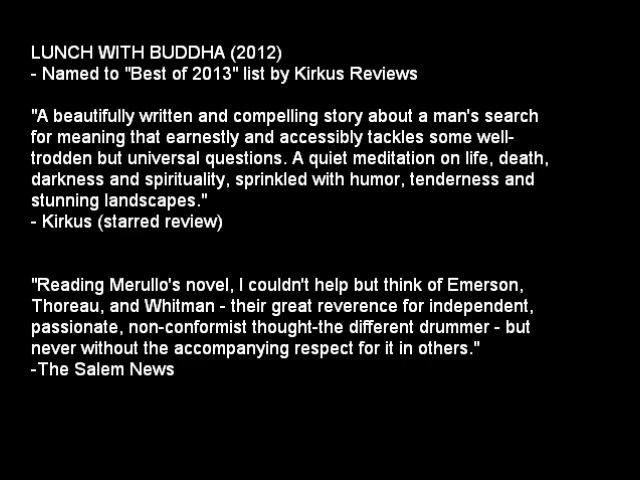 LUNCH WITH BUDDHA (2012)
- Named to "Best of 2013" list by Kirkus Reviews
"A beautifully written and compelling story about a man's search
for meaning that earnestly and accessibly tackles some well-
trodden but universal questions. A quiet meditation on life, death,
darkness and spirituality, sprinkled with humor, tenderness and
stunning landscapes."
- Kirkus (starred review)
"Reading Merullo's novel, I couldn't help but think of Emerson,
Thoreau, and Whitman - their great reverence for independent,
passionate, non-conformist thought-the different drummer - but
never without the accompanying respect for it in others."
-The Salem News